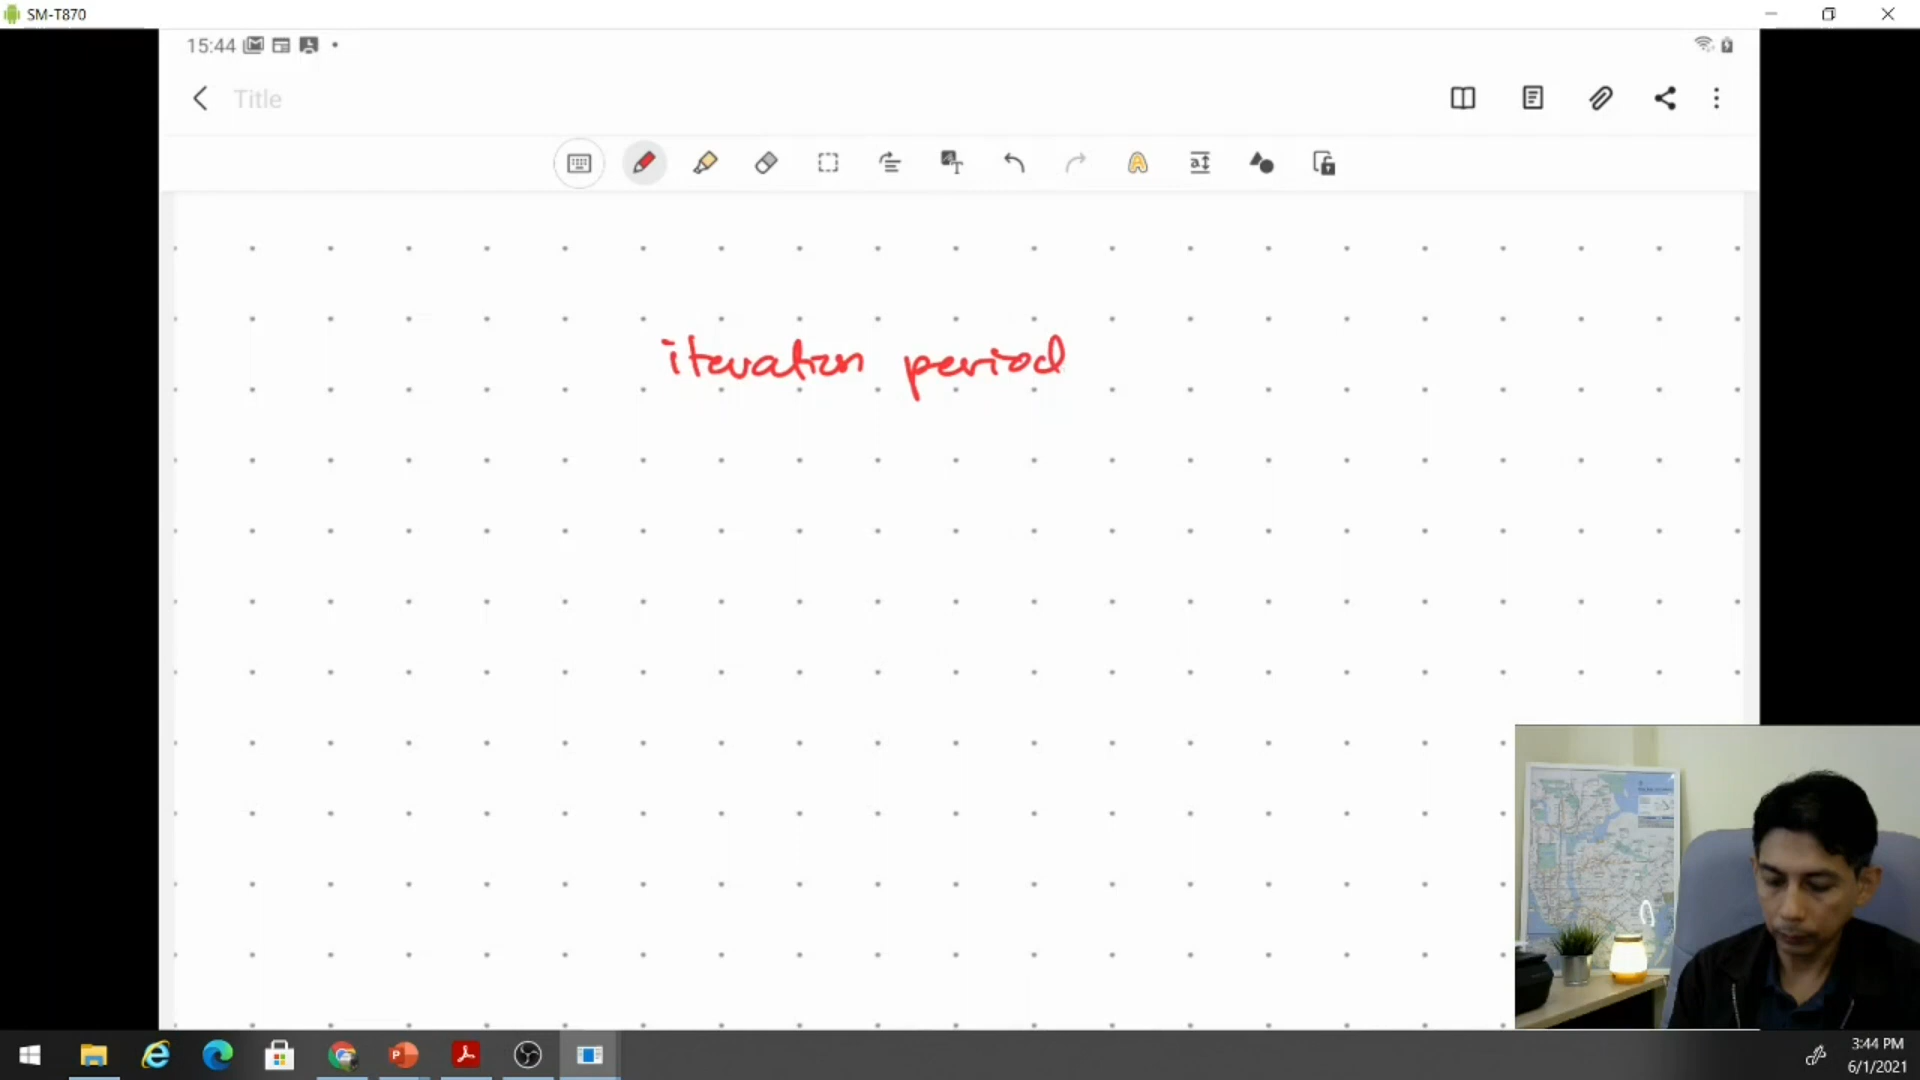 SM-T870
15:44
Title
iteration period
3:44 PM
6/1/2021